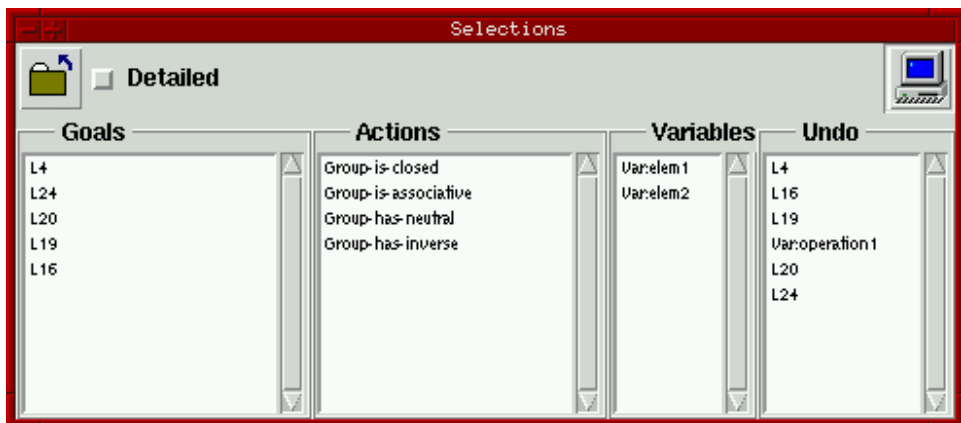 Selections
Detailed
Goals
L4
L24
L20
L19
L16
Actions
Group-is-closed
Group-is-associative
Group-has-neutral
Group-has-inverse
Variables
Var:elem1
Var:elem2
Undo
L4
L16
L19
Var:operation1
L20
L24